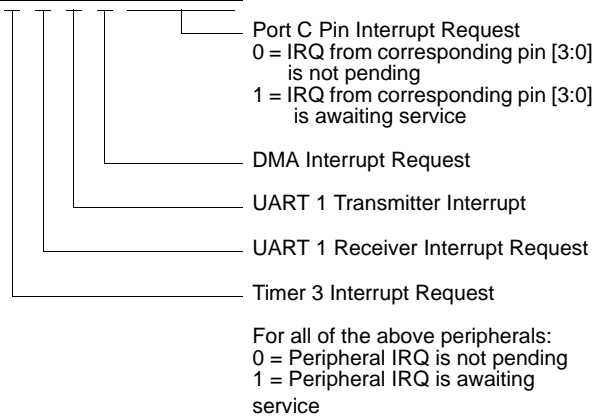 Port C Pin Interrupt Request
0 = IRQ from corresponding pin [3:0]
is not pending
1 = IRQ from corresponding pin [3:0]
is awaiting service
DMA Interrupt Request
UART 1 Transmitter Interrupt
UART 1 Receiver Interrupt Request
Timer 3 Interrupt Request
For all of the above peripherals:
0 = Peripheral IRQ is not pending
1 = Peripheral IRQ is awaiting
service